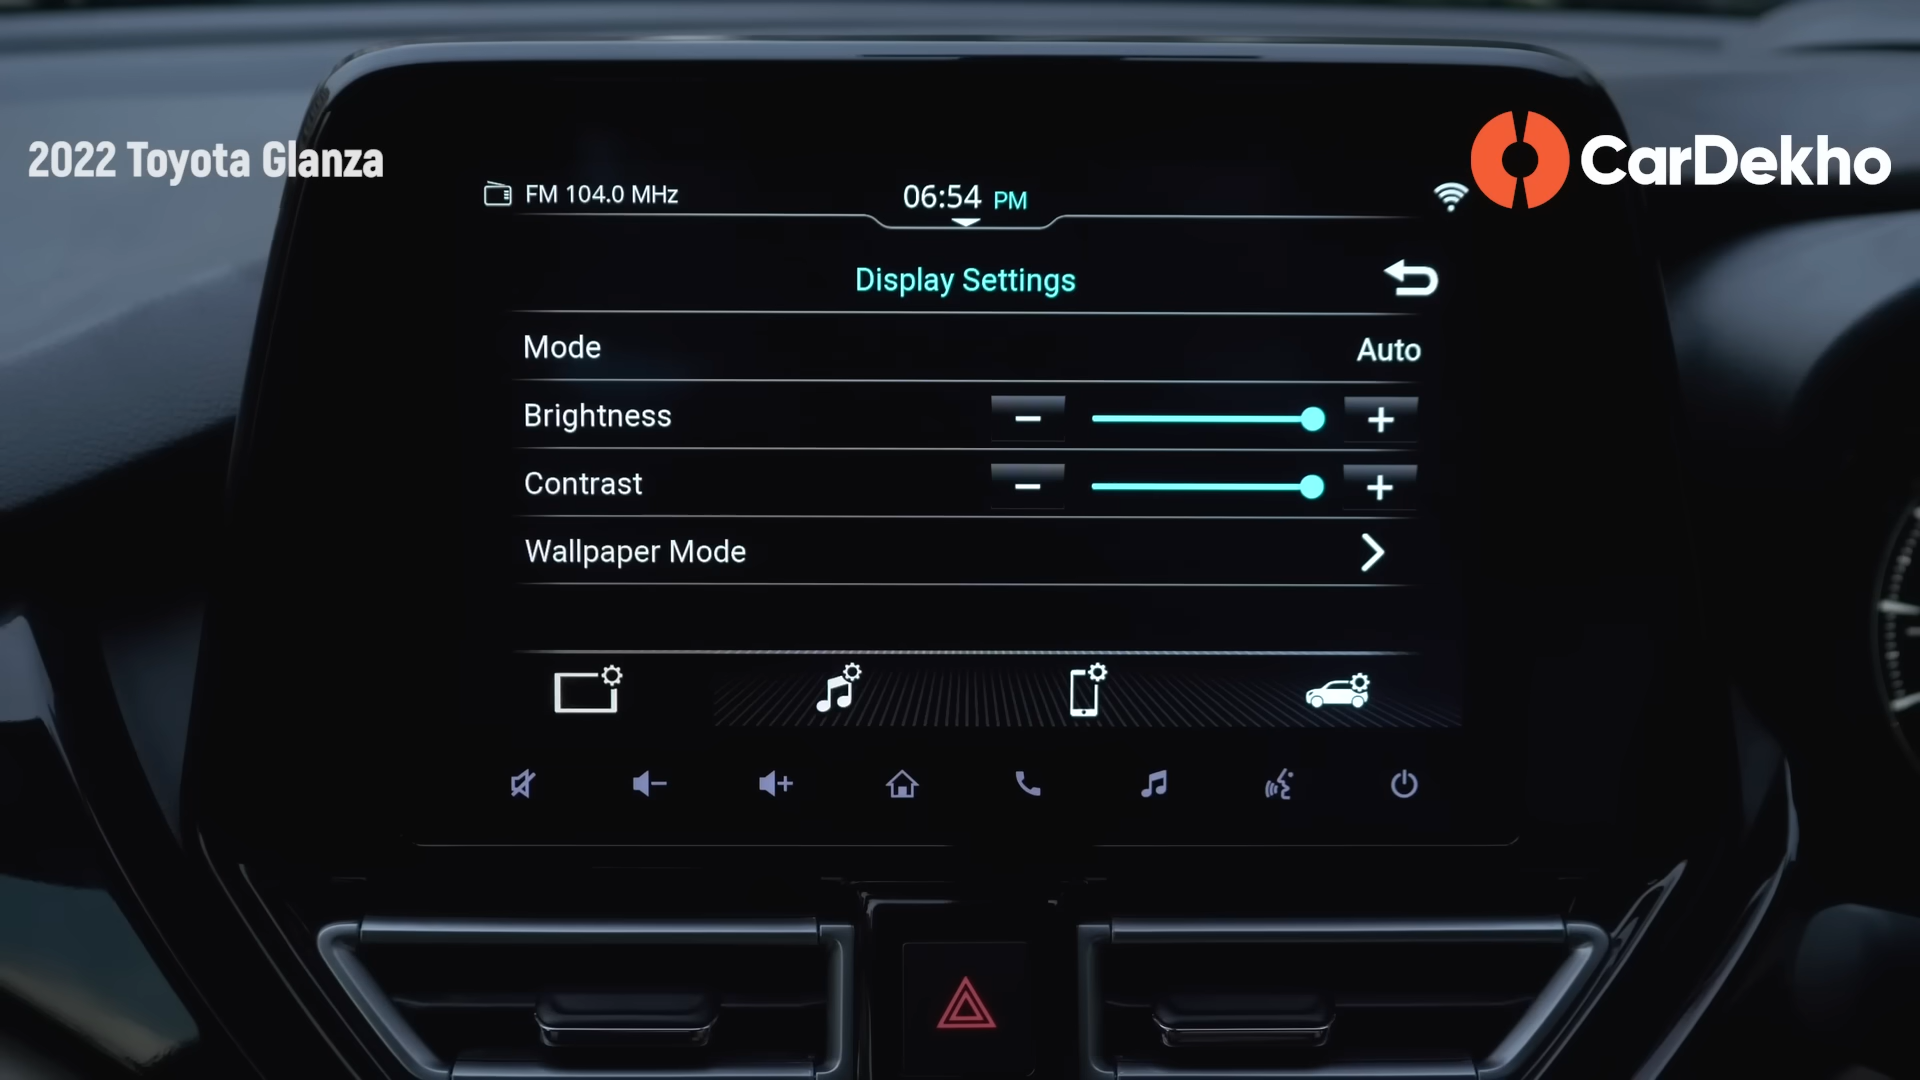 2022 Toyota Glanza
CarDekho
FM 104.0 MHz
06:54 PM
Display Settings
Mode
Auto
Brightness
Contrast
Wallpaper Mode